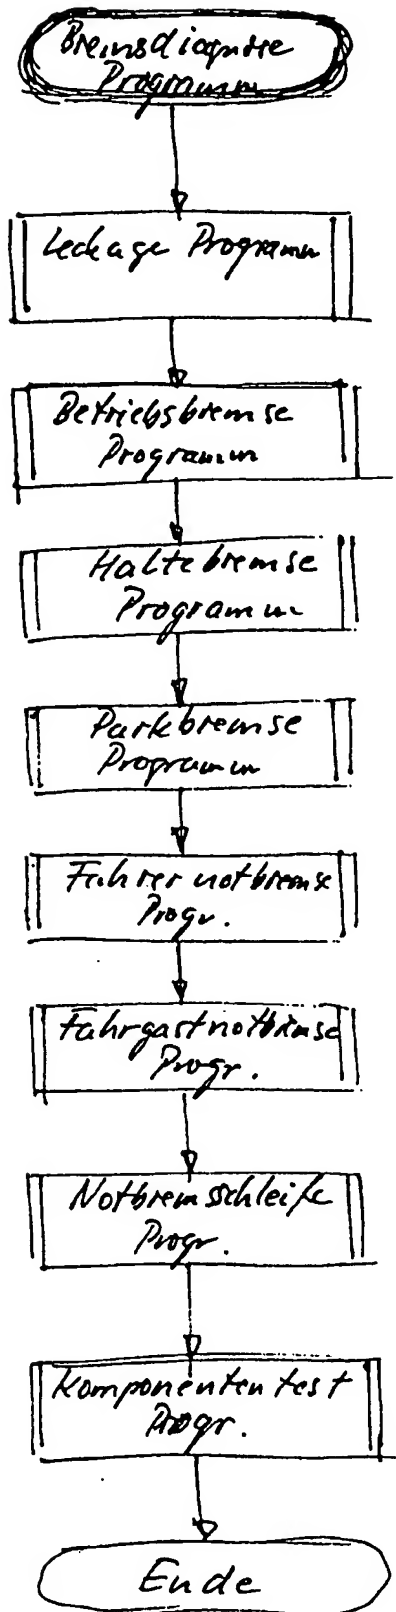 Bremsdiagnose
Programm
Leckage Programm
Betriebsbremse
Programm
Haltebremse
Programm
Parkbremse
Programm
Fahrernotbremse
Progr.
Fahrgastnotbremse
Progr.
Notbremsschleife
Progr.
Komponententest
Progr.
Ende